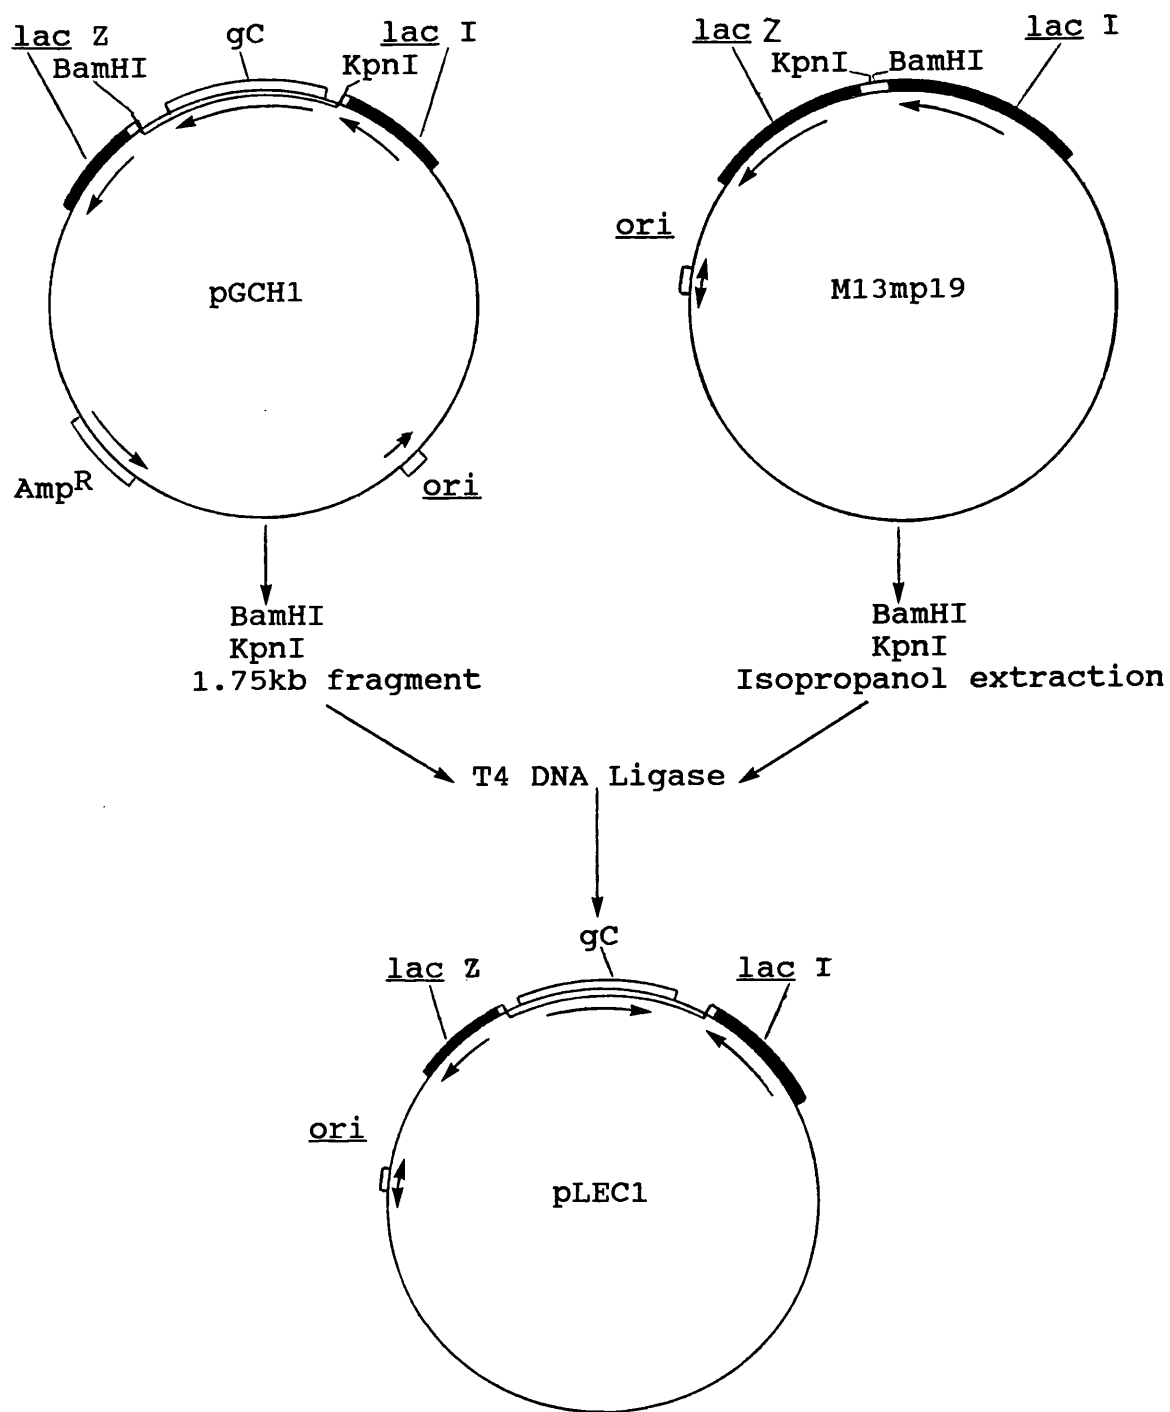 lac Z
BamHI
gC
lac I
KpnI
pGCH1
AmpR
ori
BamHI
KpnI
1.75kb fragment
lac Z
KpnI
BamHI
lac I
ori
M13mp19
BamHI
KpnI
Isopropanol extraction
T4 DNA Ligase
gC
lac Z
lac I
ori
pLEC1